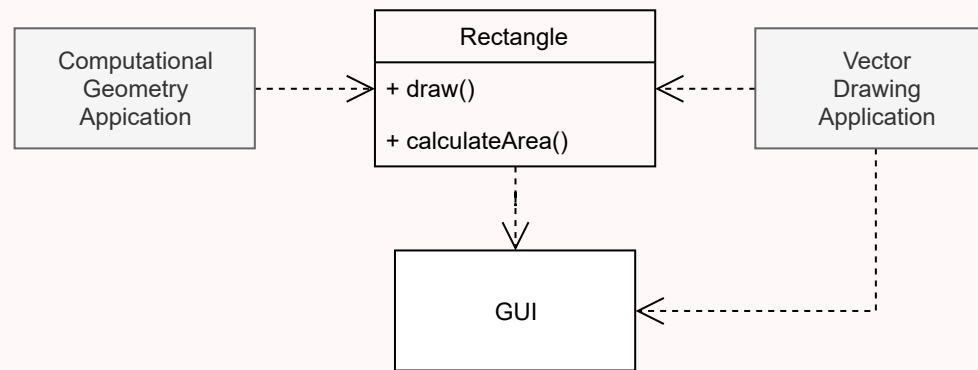 Computational
Geometry
Appication
Rectangle
+ draw()
+ calculateArea()
Vector
Drawing
Application
GUI